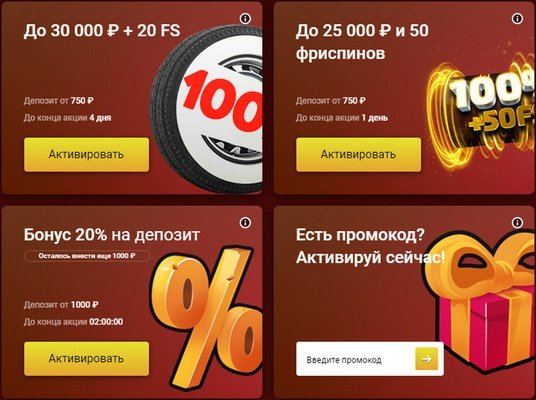 До 30 000 ₽ + 20 FS
Депозит от 750 ₽
До конца акции 4 дня
Активировать
100
До 25 000 ₽ и 50
фриспинов
Депозит от 750 ₽
До конца акции 1 день
Активировать
100%
+50FS
Бонус 20% на депозит
Осталось внести еще 1000 ₽
Депозит от 1000 ₽
До конца акции 02:00:00
Активировать
%
Есть промокод?
Активируй сейчас!
Введите промокод